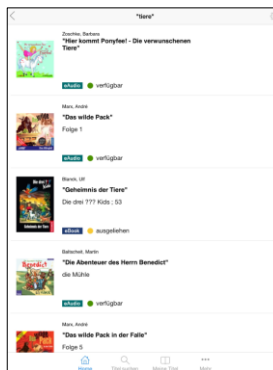 "tiere"
Zoschke, Barbara
"Hier kommt Ponyfee! - Die verwunschenen
Tiere"
eAudio verfügbar
Marx, André
"Das wilde Pack"
Folge 1
eAudio verfügbar
Blanck, Ulf
"Geheimnis der Tiere"
Die drei ??? Kids ; 53
eBook ausgeliehen
Baltscheit, Martin
"Die Abenteuer des Herrn Benedict"
die Mühle
eAudio verfügbar
Marx, André
"Das wilde Pack in der Falle"
Folge 5
Home Titel suchen Meine Titel Mehr